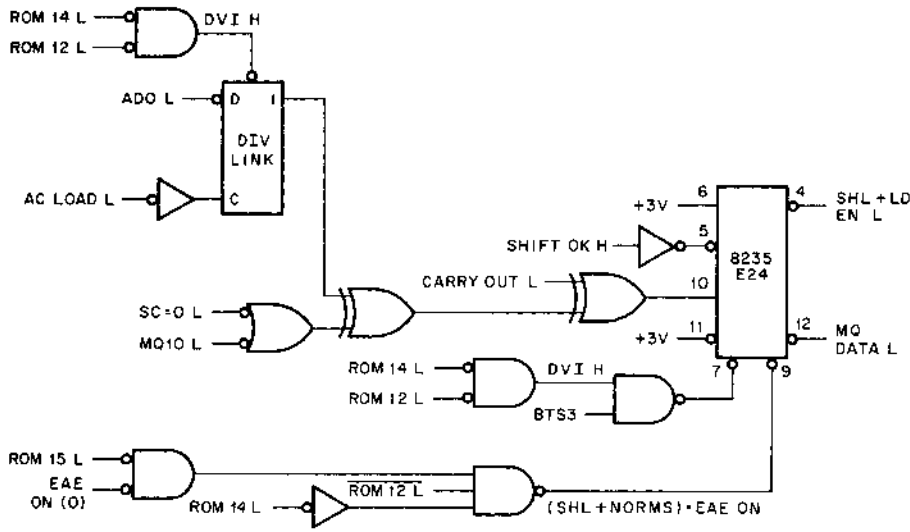 ROM 14 L
DVI H
ROM 12 L
ADO L
D
1
DIV
LINK
AC LOAD L
C
+3V
6
4
SHL + LD
EN L
SHIFT OK H
5
8235
E24
CARRY OUT L
10
SC=0 L
MQ10 L
+3V
11
12
MQ
DATA L
ROM 14 L
DVI H
7
9
ROM 12 L
BTS3
ROM 15 L
EAE
ON (0)
ROM 12 L
ROM 14 L
(SHL + NORMS) • EAE ON